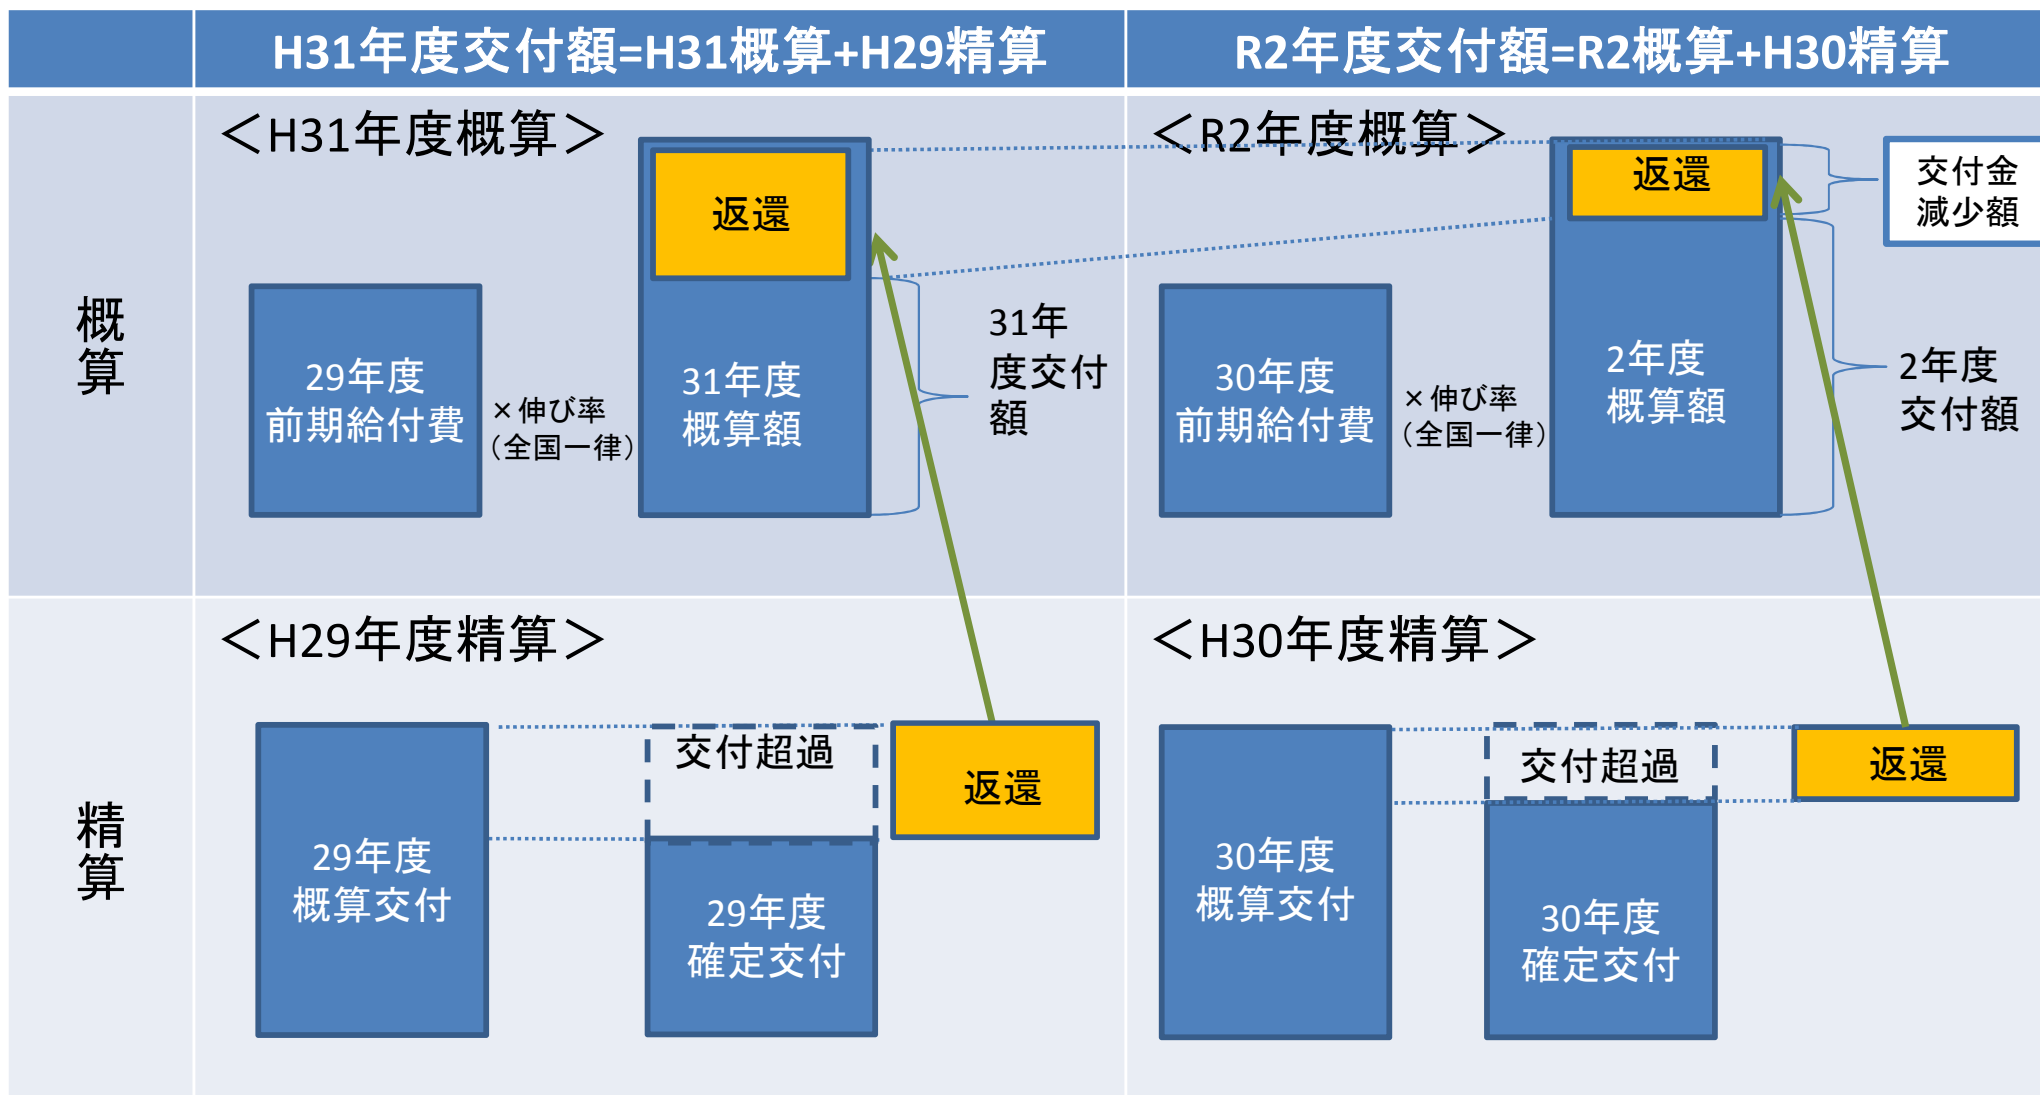 H31年度交付額=H31概算+H29精算
R2年度交付額=R2概算+H30精算
概
算
＜H31年度概算＞
返還
29年度
前期給付費
×伸び率
（全国一律）
31年度
概算額
31年
度交付
額
＜R2年度概算＞
返還
交付金
減少額
30年度
前期給付費
×伸び率
（全国一律）
2年度
概算額
2年度
交付額
精
算
＜H29年度精算＞
29年度
概算交付
交付超過
29年度
確定交付
返還
＜H30年度精算＞
30年度
概算交付
交付超過
30年度
確定交付
返還